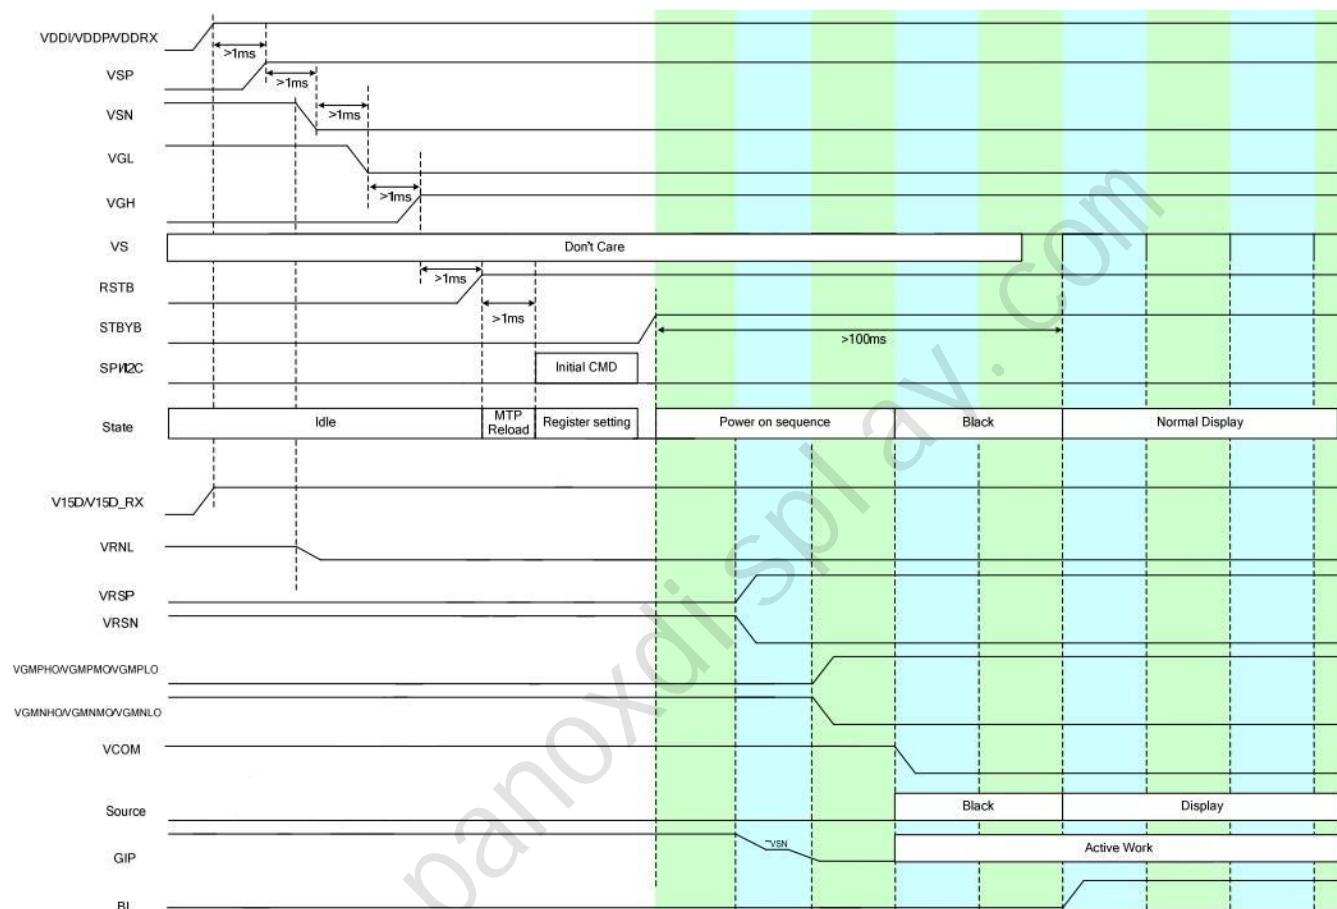 VDDI/VDDP/VDDRX
>1ms
VSP
>1ms
VSN
>1ms
VGL
>1ms
VGH
VS
Don't Care
>1ms
RSTB
>1ms
STBYB
>100ms
SPI/I2C
Initial CMD
State
Idle
MTP
Reload
Register setting
Power on sequence
Black
Normal Display
V15D/V15D_RX
VRNL
VRSP
VRSN
VGMPHO/VGMPMO/VGMPLO
VGMNHO/VGMNMO/VGMNLO
VCOM
Source
Black
Display
GIP
~VSN
Active Work
BL
panoxdisplay.com